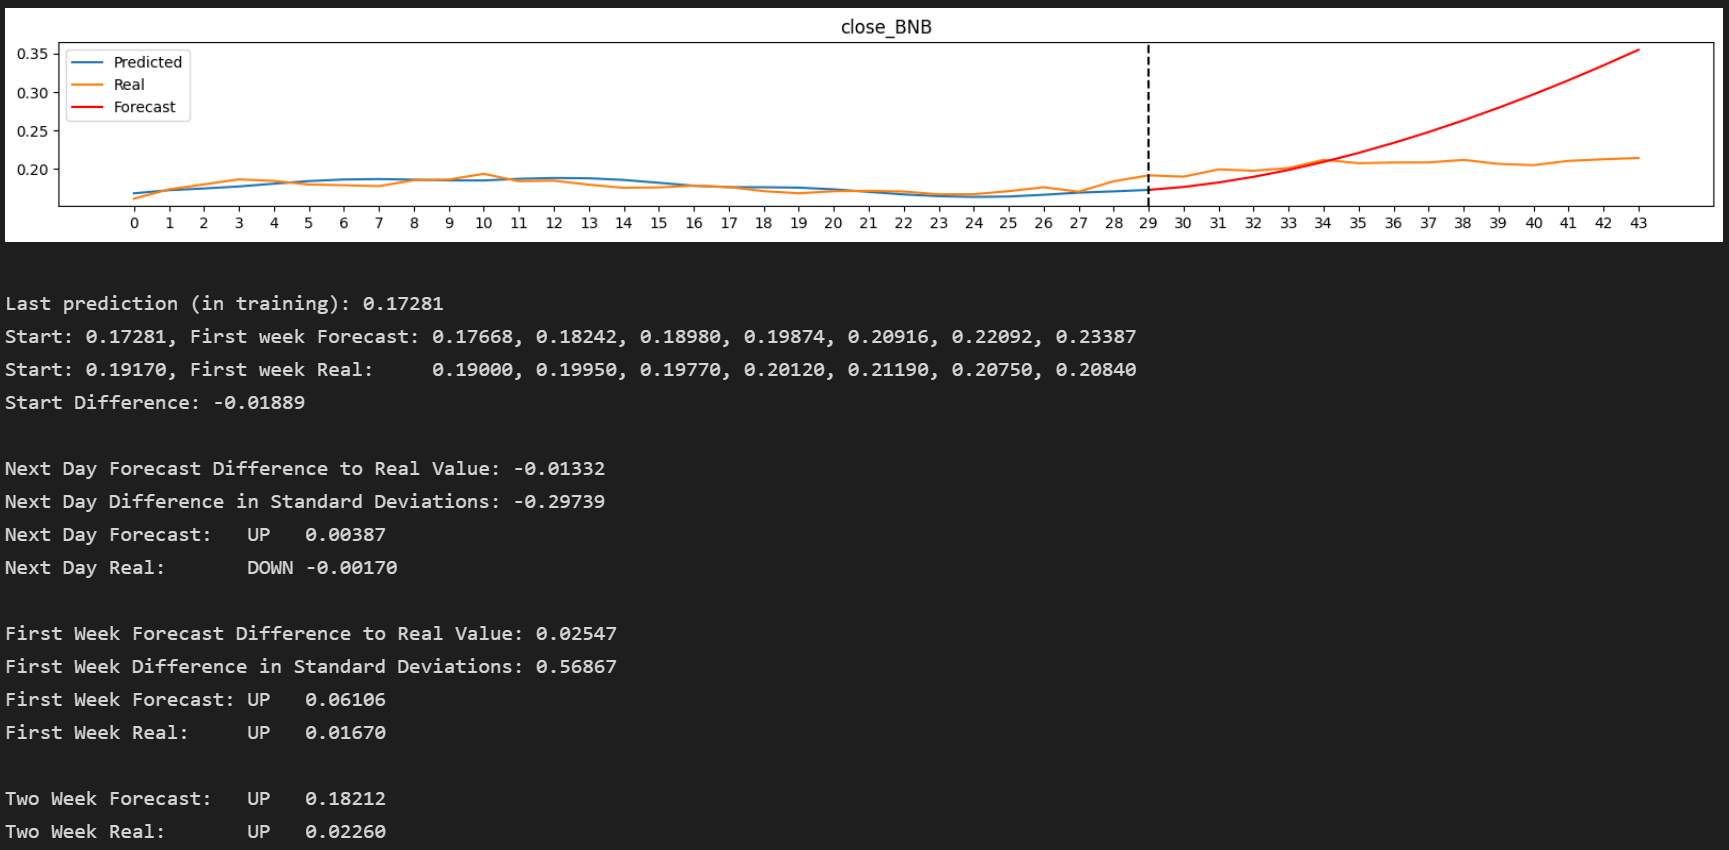 close_BNB
0.35
0.30
0.25
0.20
Predicted
Real
Forecast
0 1 2 3 4 5 6 7 8 9 10 11 12 13 14 15 16 17 18 19 20 21 22 23 24 25 26 27 28 29 30 31 32 33 34 35 36 37 38 39 40 41 42 43
Last prediction (in training): 0.17281
Start: 0.17281, First week Forecast: 0.17668, 0.18242, 0.18980, 0.19874, 0.20916, 0.22092, 0.23387
Start: 0.19170, First week Real: 0.19000, 0.19950, 0.19770, 0.20120, 0.21190, 0.20750, 0.20840
Start Difference: -0.01889
Next Day Forecast Difference to Real Value: -0.01332
Next Day Difference in Standard Deviations: -0.29739
Next Day Forecast: UP 0.00387
Next Day Real: DOWN -0.00170
First Week Forecast Difference to Real Value: 0.02547
First Week Difference in Standard Deviations: 0.56867
First Week Forecast: UP 0.06106
First Week Real: UP 0.01670
Two Week Forecast: UP 0.18212
Two Week Real: UP 0.02260